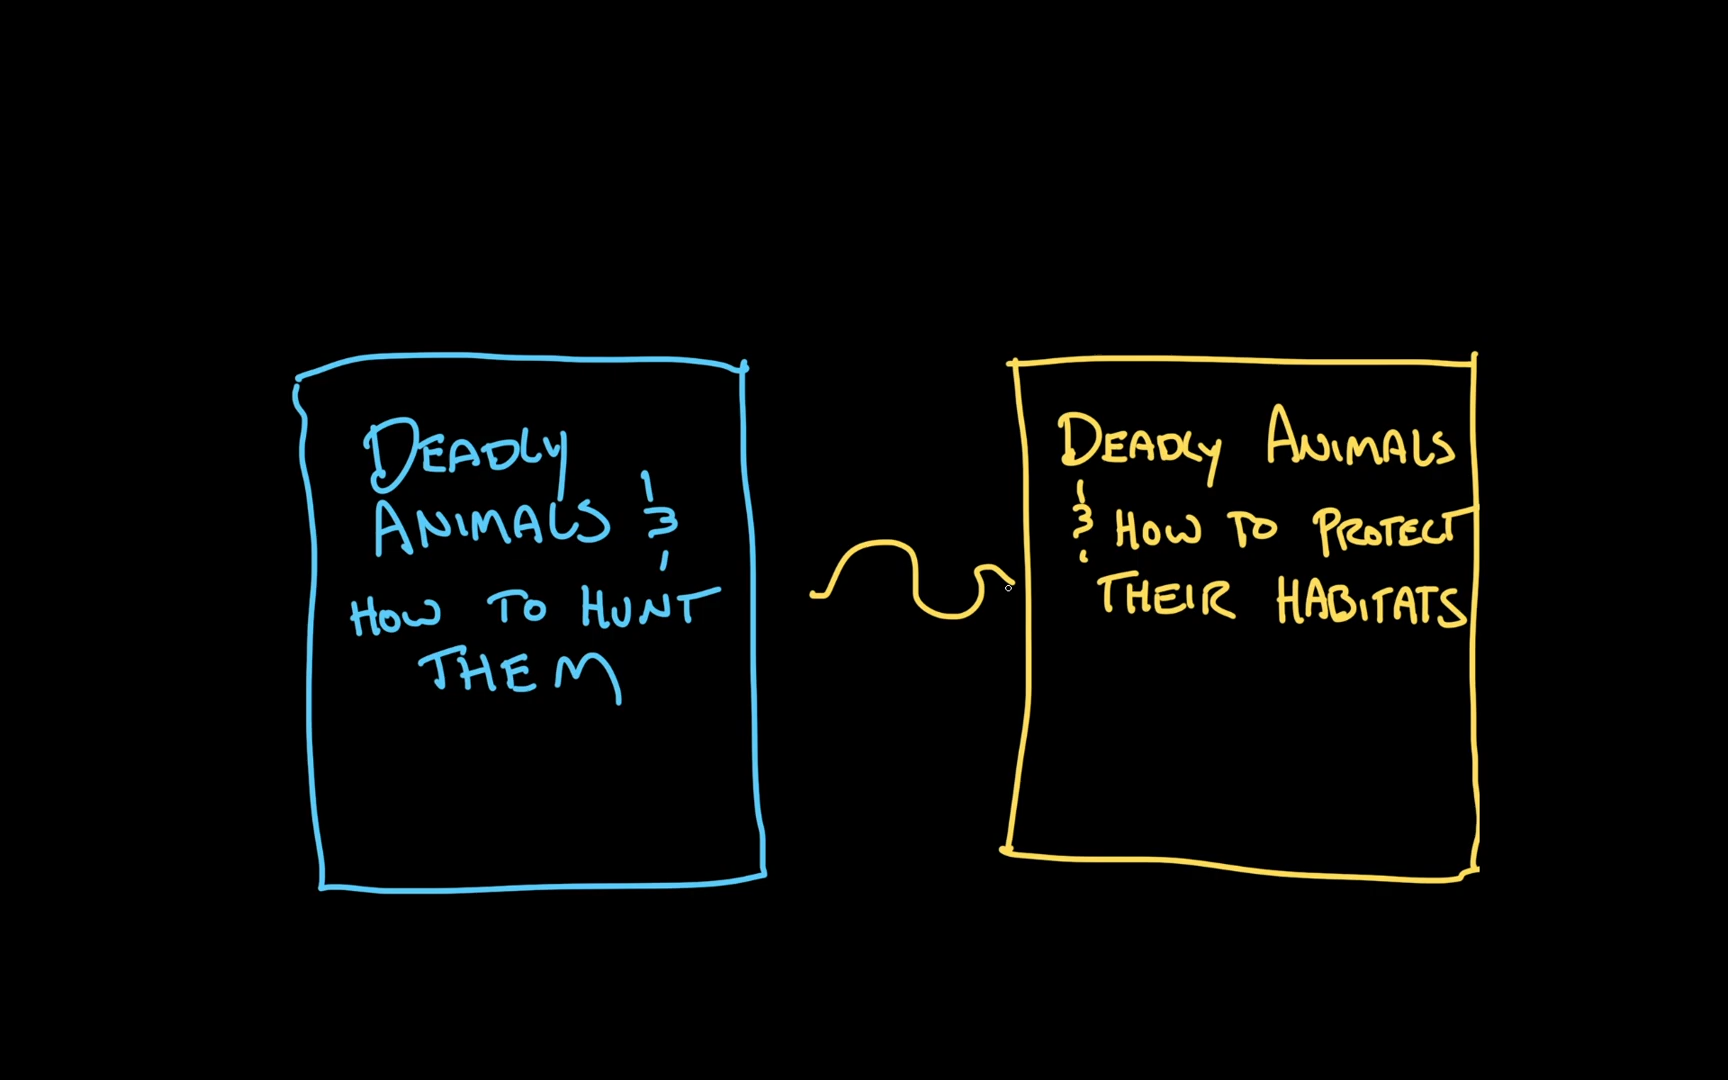 DEADLY
ANIMALS &
HOW TO HUNT
THEM
DEADLY ANIMALS
& HOW TO PROTECT
THEIR HABITATS